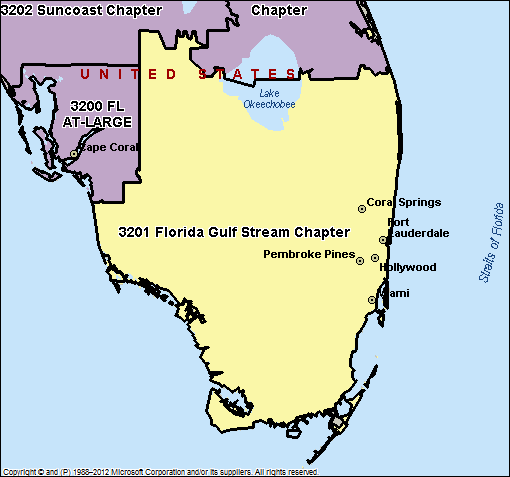 3202 Suncoast Chapter
Chapter
UNITED STATES
Lake
Okeechobee
3200 FL
AT-LARGE
Cape Coral
Coral Springs
Fort
Lauderdale
3201 Florida Gulf Stream Chapter
Pembroke Pines
Hollywood
Miami
Straits of Florida
Copyright © and (P) 1988–2012 Microsoft Corporation and/or its suppliers. All rights reserved.